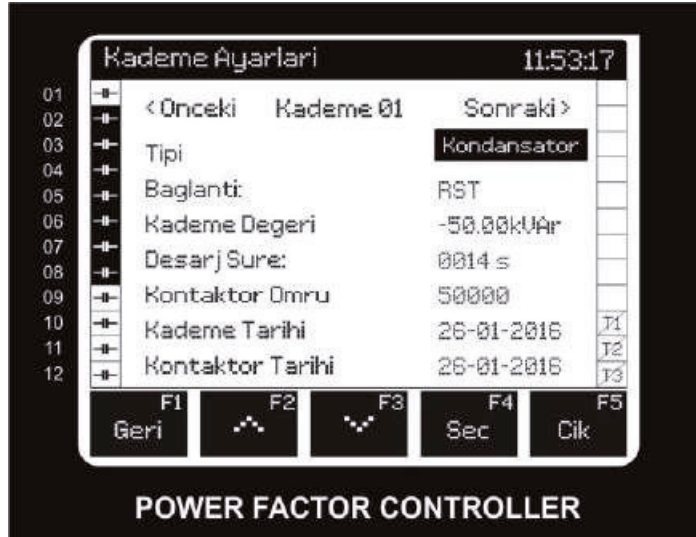 Kademe Ayarlari 11:53:17
01
02
03
04
05
06
07
08
09
10
11
12
<Onceki Kademe 01 Sonraki>
Tipi Kondansator
Baglanti: RST
Kademe Degeri -50.00kVAr
Desarj Sure: 0014 s
Kontaktor Omru 50000
Kademe Tarihi 26-01-2016
Kontaktor Tarihi 26-01-2016
T1
T2
T3
F1 F2 F3 F4 F5
Geri Sec Cik
POWER FACTOR CONTROLLER